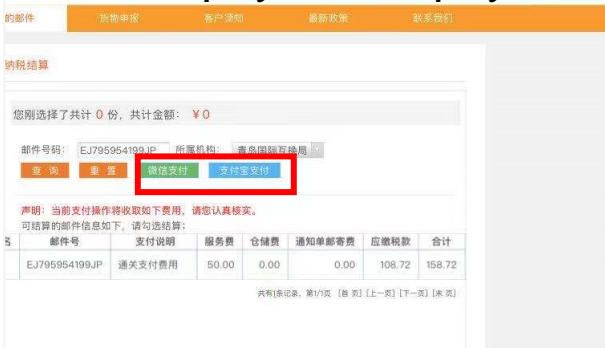 的邮件 货物申报 客户须知 最新政策 联系我们
纳税结算
您刚选择了共计 0 份，共计金额： ￥0
邮件号码： EJ795954199JP 所属机构： 青岛国际互换局
查 询 重 置 微信支付 支付宝支付
声明：当前支付操作将收取如下费用，请您认真核实。
可结算的邮件信息如下，请勾选结算：
邮件号 支付说明 服务费 仓储费 通知单邮寄费 应缴税款 合计
EJ795954199JP 通关支付费用 50.00 0.00 0.00 108.72 158.72
共有1条记录，第1/1页 [首 页] [上一页] [下一页] [末 页]